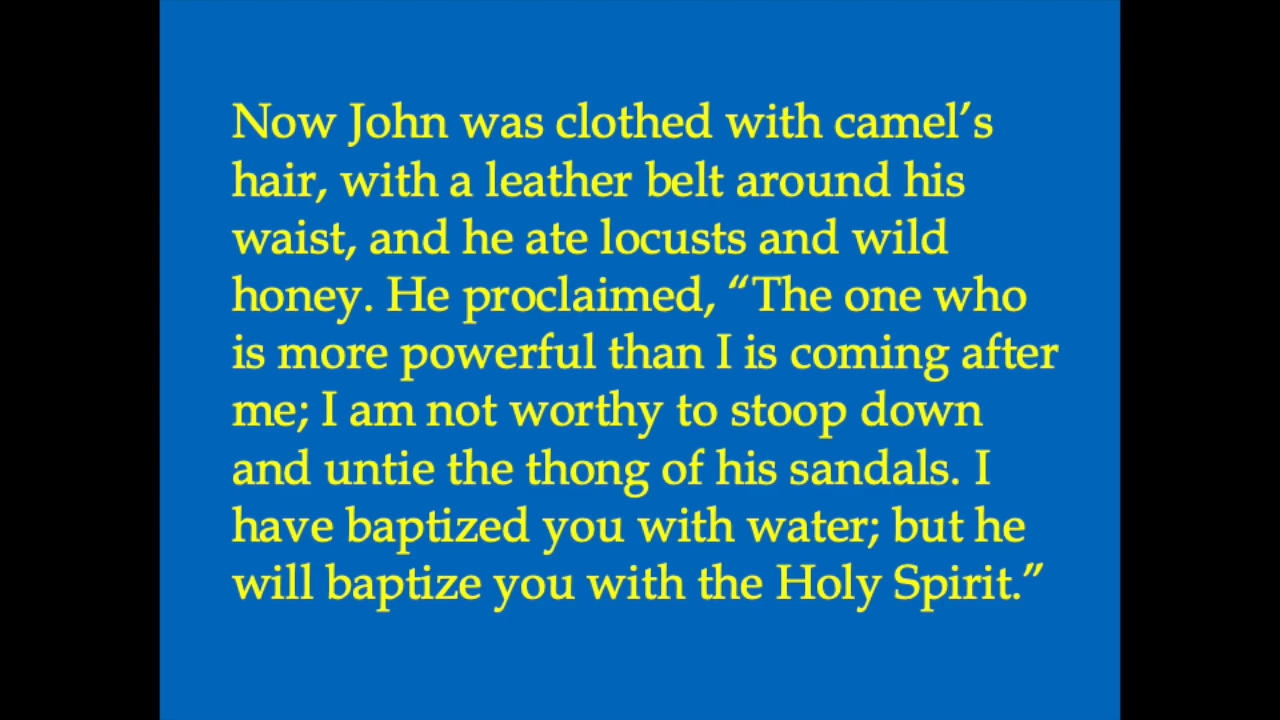 Now John was clothed with camel’s
hair, with a leather belt around his
waist, and he ate locusts and wild
honey. He proclaimed, “The one who
is more powerful than I is coming after
me; I am not worthy to stoop down
and untie the thong of his sandals. I
have baptized you with water; but he
will baptize you with the Holy Spirit.”